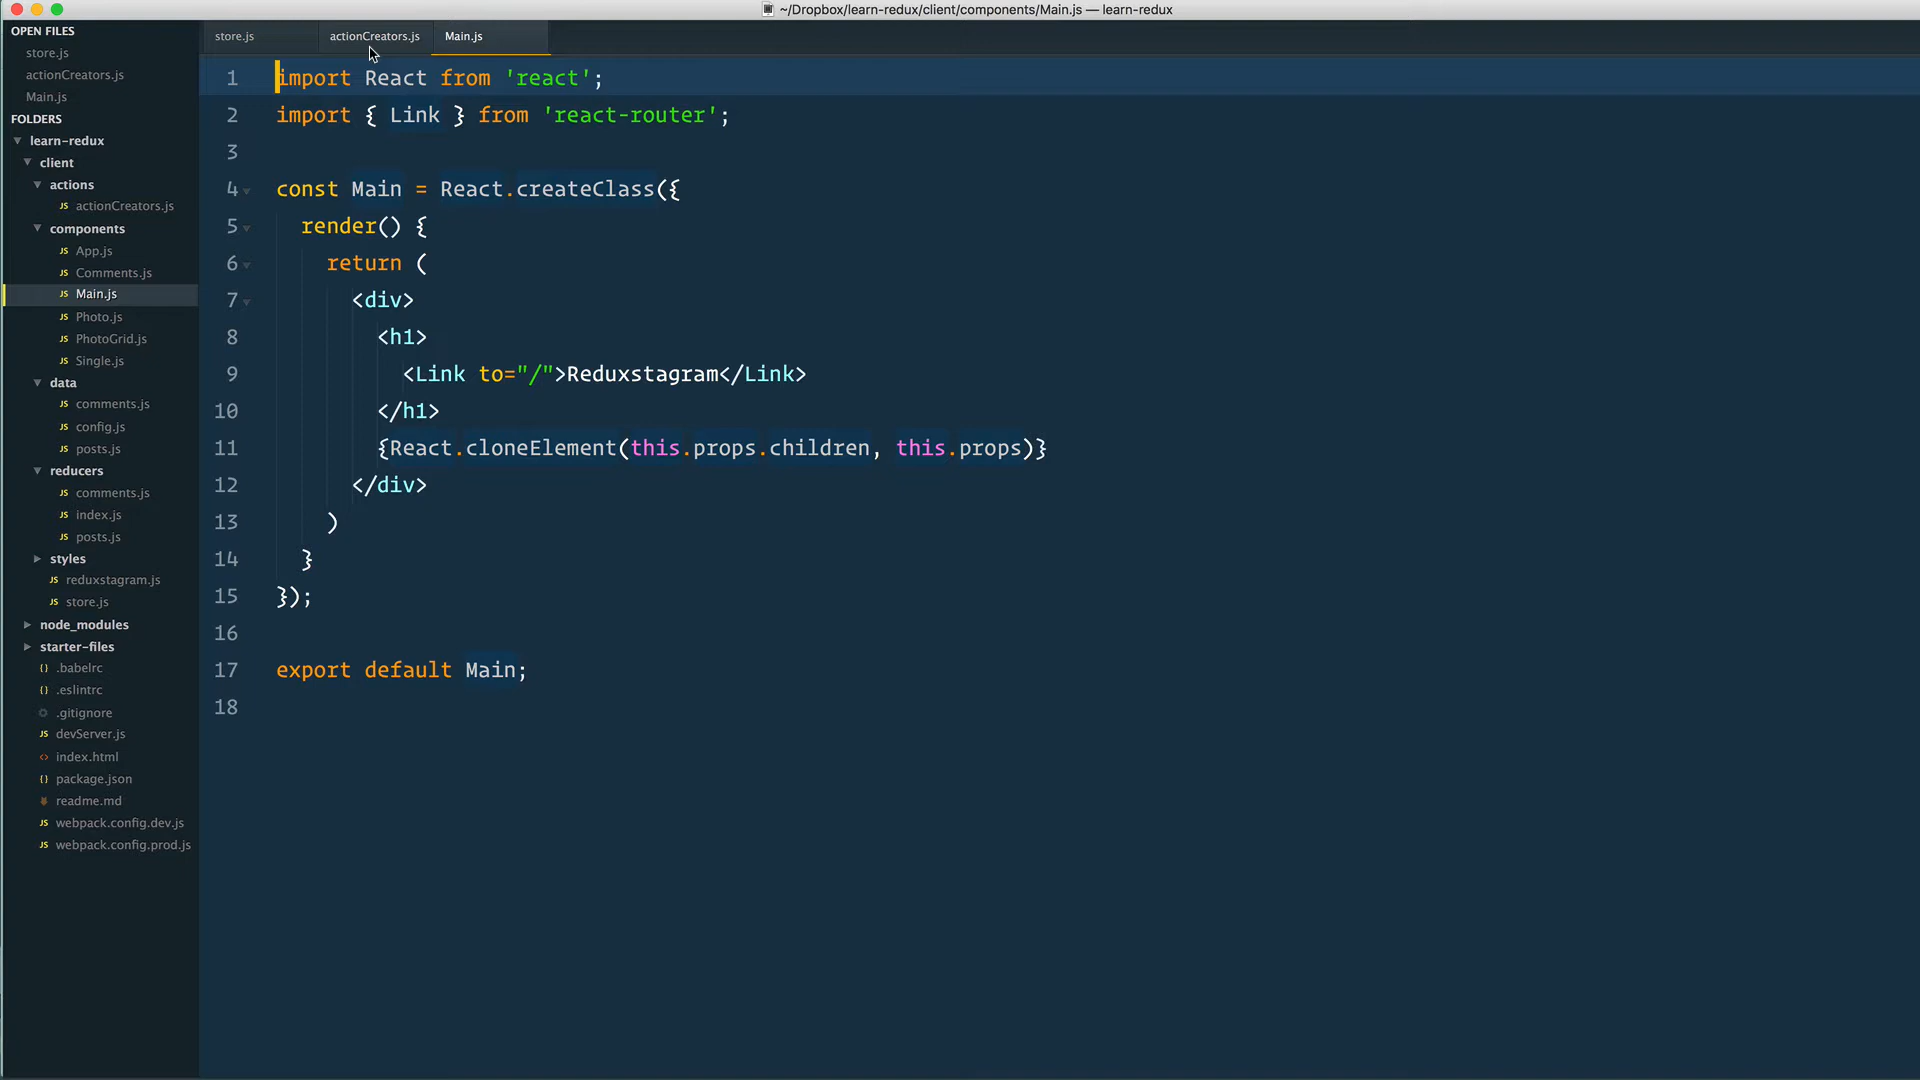 ~/Dropbox/learn-redux/client/components/Main.js — learn-redux
OPEN FILES
store.js
actionCreators.js
Main.js
FOLDERS
learn-redux
client
actions
JS actionCreators.js
components
JS App.js
JS Comments.js
JS Main.js
JS Photo.js
JS PhotoGrid.js
JS Single.js
data
JS comments.js
JS config.js
JS posts.js
reducers
JS comments.js
JS index.js
JS posts.js
styles
JS reduxstagram.js
JS store.js
node_modules
starter-files
{} .babelrc
{} .eslintrc
.gitignore
JS devServer.js
<> index.html
{} package.json
readme.md
JS webpack.config.dev.js
JS webpack.config.prod.js
store.js actionCreators.js Main.js
1 import React from 'react';
2 import { Link } from 'react-router';
3
4 const Main = React.createClass({
5   render() {
6     return (
7       <div>
8         <h1>
9           <Link to="/">Reduxstagram</Link>
10         </h1>
11         {React.cloneElement(this.props.children, this.props)}
12       </div>
13     )
14   }
15 });
16
17 export default Main;
18